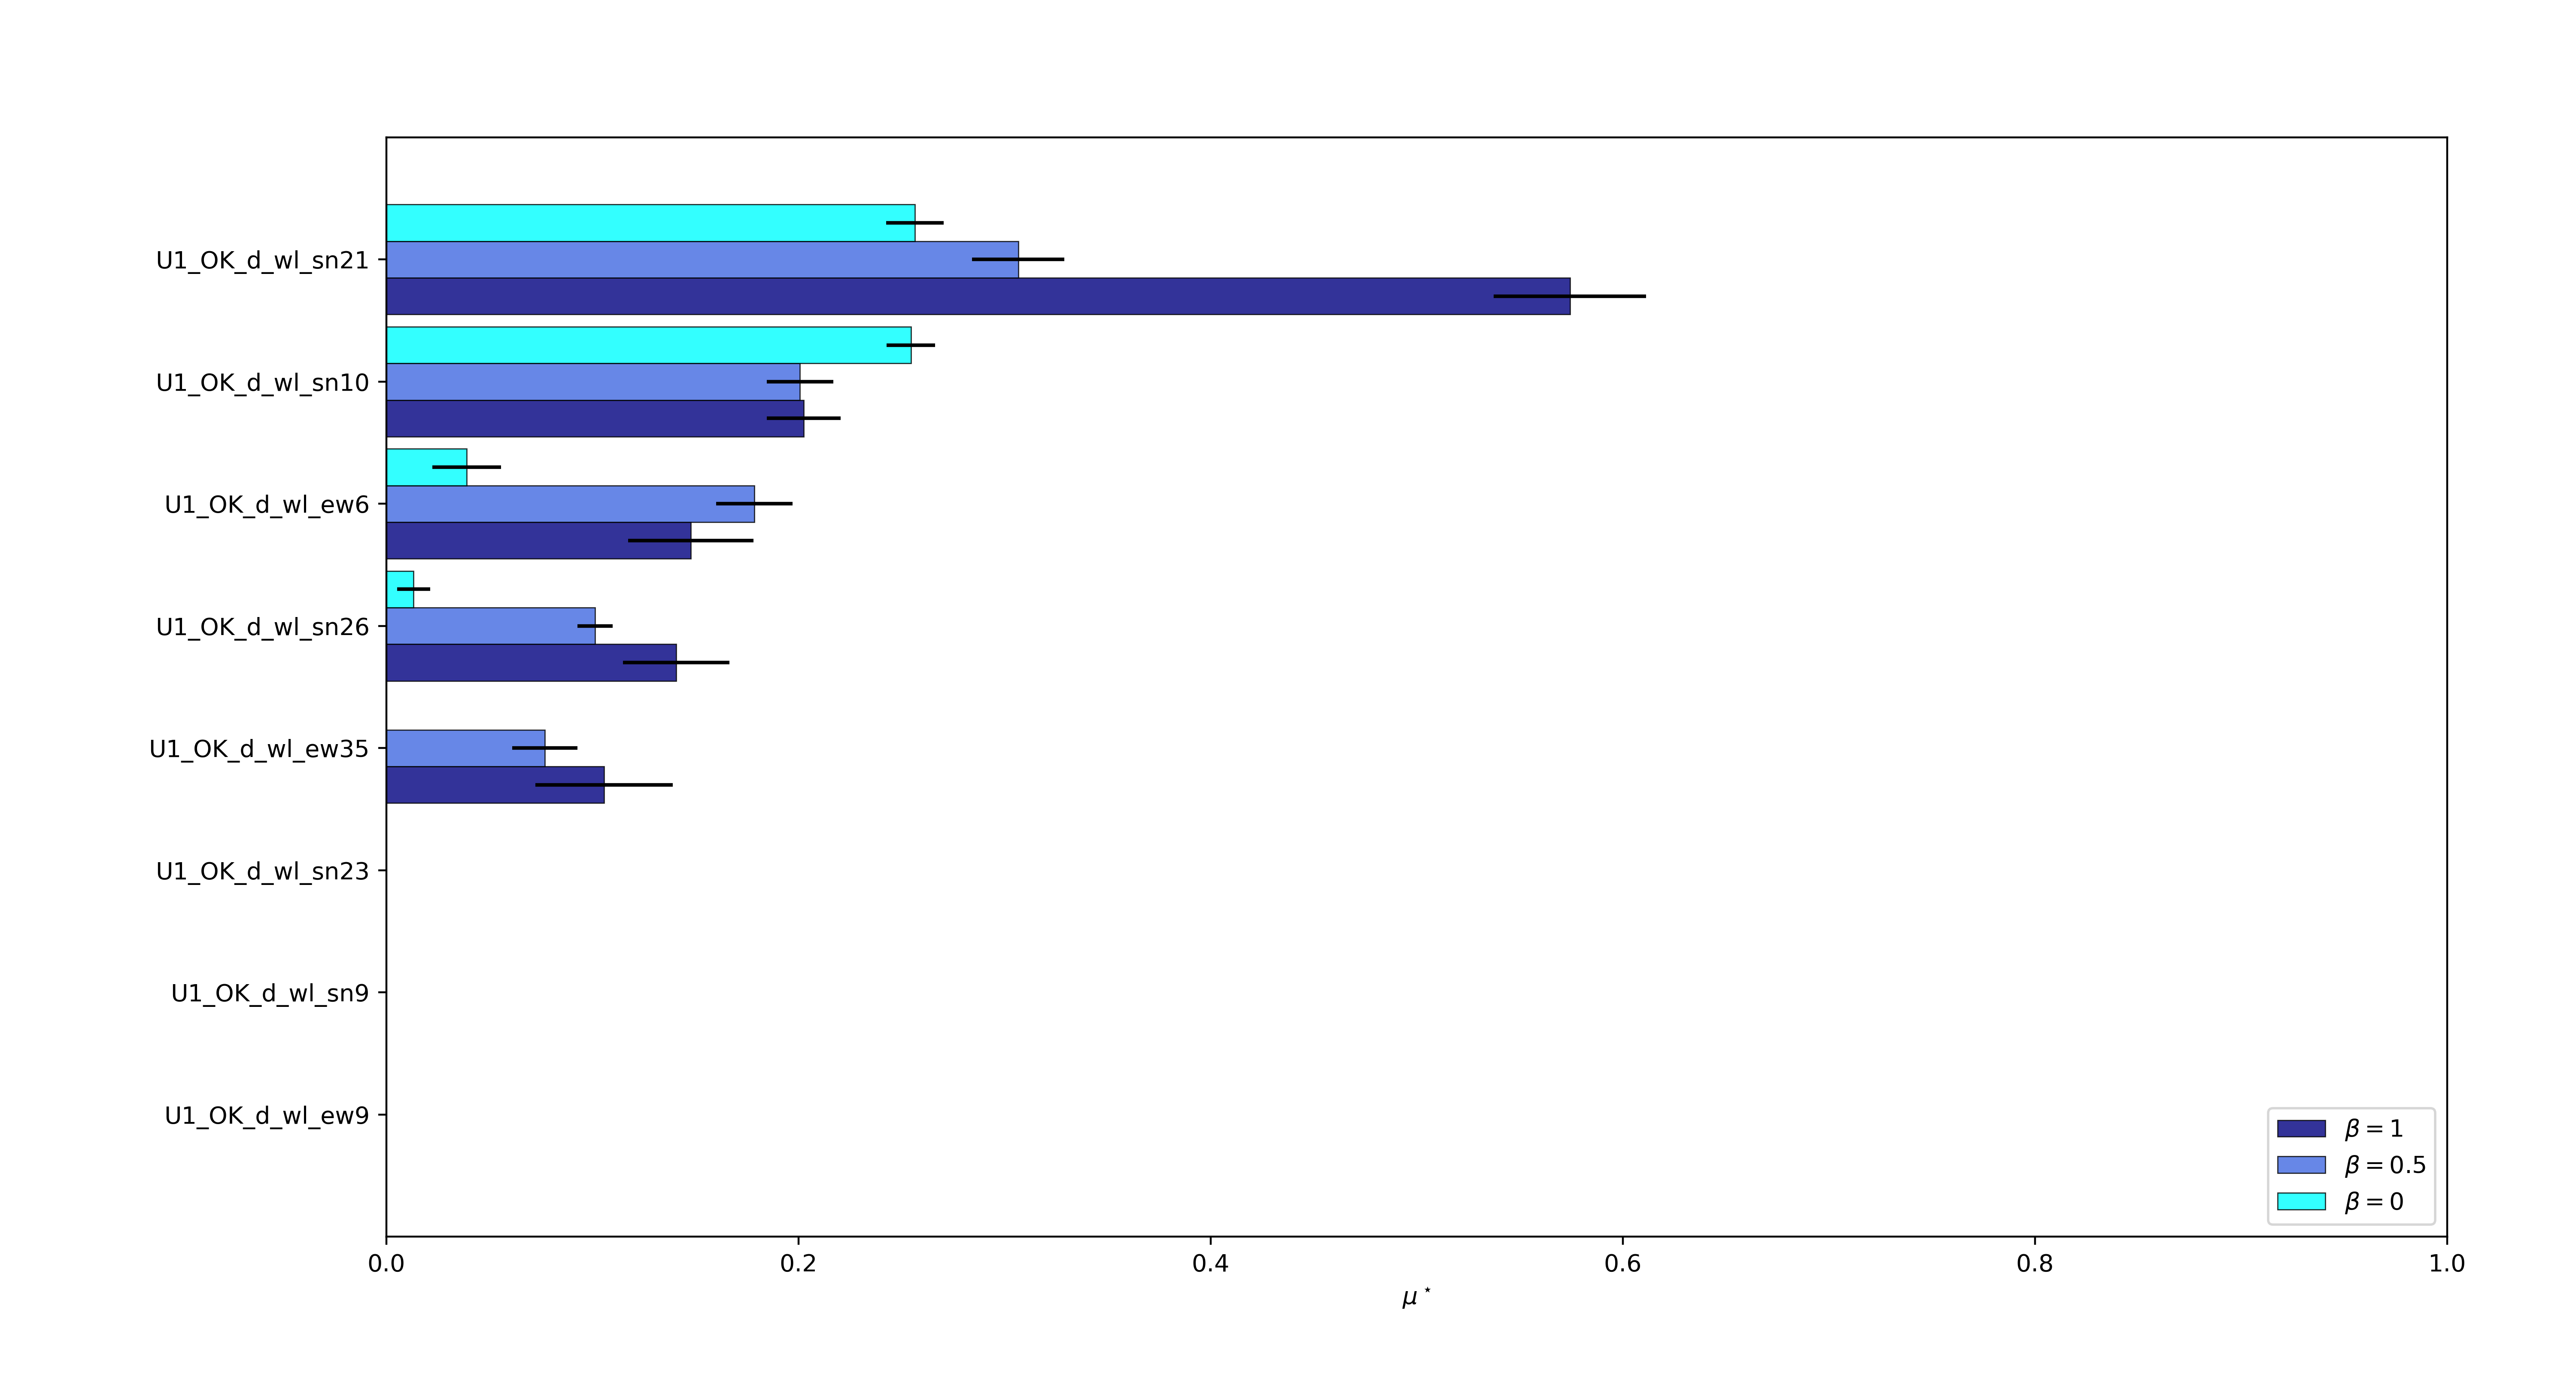 U1_OK_d_wl_sn21
U1_OK_d_wl_sn10
U1_OK_d_wl_ew6
U1_OK_d_wl_sn26
U1_OK_d_wl_ew35
U1_OK_d_wl_sn23
U1_OK_d_wl_sn9
U1_OK_d_wl_ew9
β = 1
β = 0.5
β = 0
0.0 0.2 0.4 0.6 0.8 1.0
μ⋆